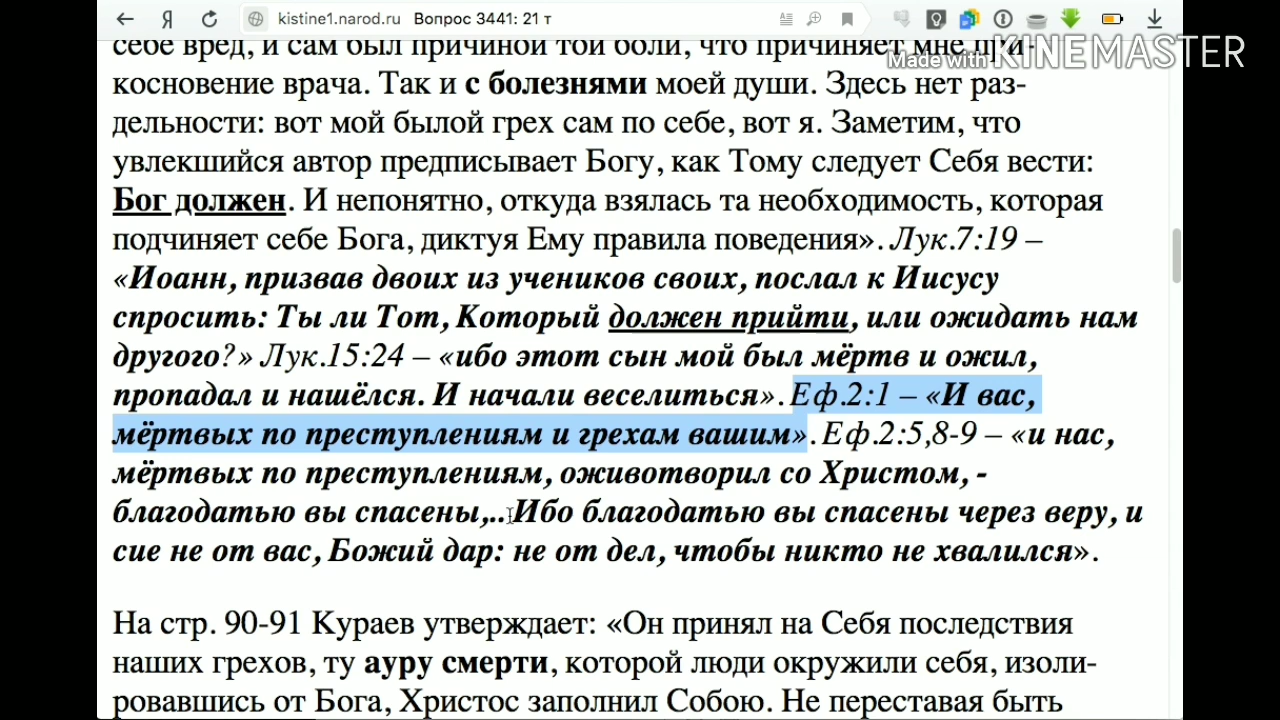 kistine1.narod.ru Вопрос 3441: 21 т
Made with KINEMASTER
себе вред, и сам был причиной той боли, что причиняет мне при-
косновение врача. Так и с болезнями моей души. Здесь нет раз-
дельности: вот мой былой грех сам по себе, вот я. Заметим, что
увлекшийся автор предписывает Богу, как Тому следует Себя вести:
Бог должен. И непонятно, откуда взялась та необходимость, которая
подчиняет себе Бога, диктуя Ему правила поведения». Лук.7:19 –
«Иоанн, призвав двоих из учеников своих, послал к Иисусу
спросить: Ты ли Тот, Который должен прийти, или ожидать нам
другого?» Лук.15:24 – «ибо этот сын мой был мёртв и ожил,
пропадал и нашёлся. И начали веселиться». Еф.2:1 – «И вас,
мёртвых по преступлениям и грехам вашим». Еф.2:5,8-9 – «и нас,
мёртвых по преступлениям, оживотворил со Христом, -
благодатью вы спасены,..Ибо благодатью вы спасены через веру, и
сие не от вас, Божий дар: не от дел, чтобы никто не хвалился».
На стр. 90-91 Кураев утверждает: «Он принял на Себя последствия
наших грехов, ту ауру смерти, которой люди окружили себя, изоли-
ровавшись от Бога, Христос заполнил Собою. Не переставая быть